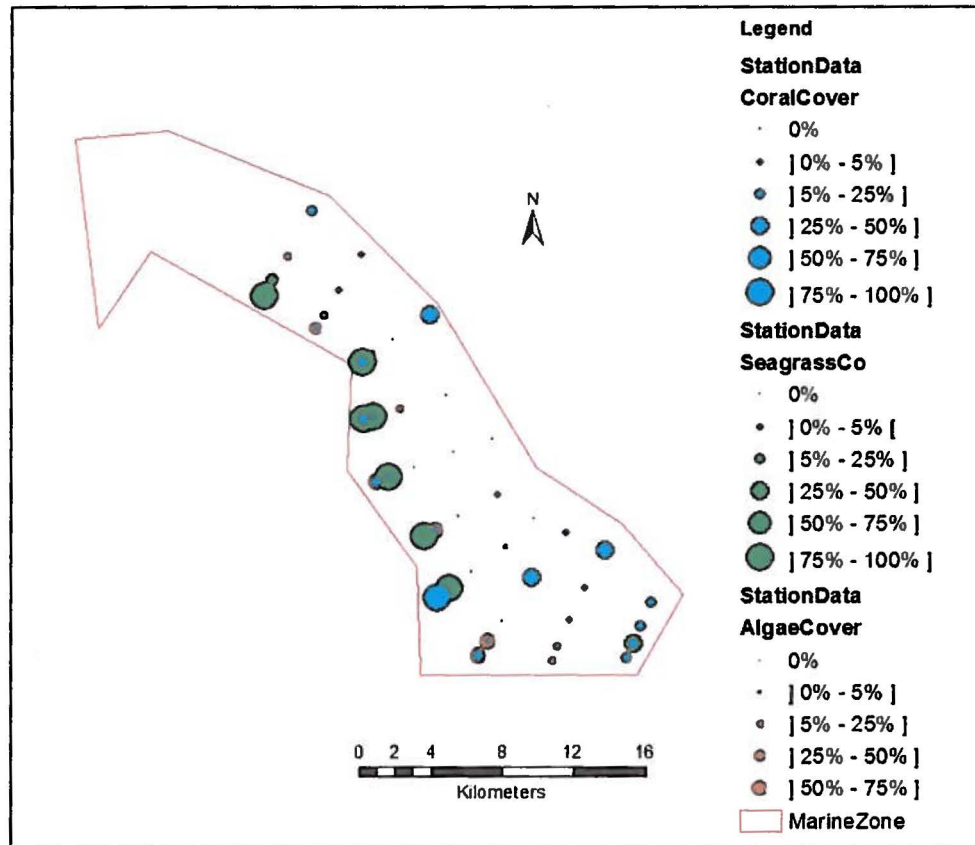 Legend
StationData
CoralCover
0%
] 0% - 5% ]
] 5% - 25% ]
] 25% - 50% ]
] 50% - 75% ]
] 75% - 100% ]
StationData
SeagrassCo
0%
] 0% - 5% [
] 5% - 25% ]
] 25% - 50% ]
] 50% - 75% ]
] 75% - 100% ]
StationData
AlgaeCover
0%
] 0% - 5% ]
] 5% - 25% ]
] 25% - 50% ]
] 50% - 75% ]
MarineZone
N
0 2 4 8 12 16
Kilometers